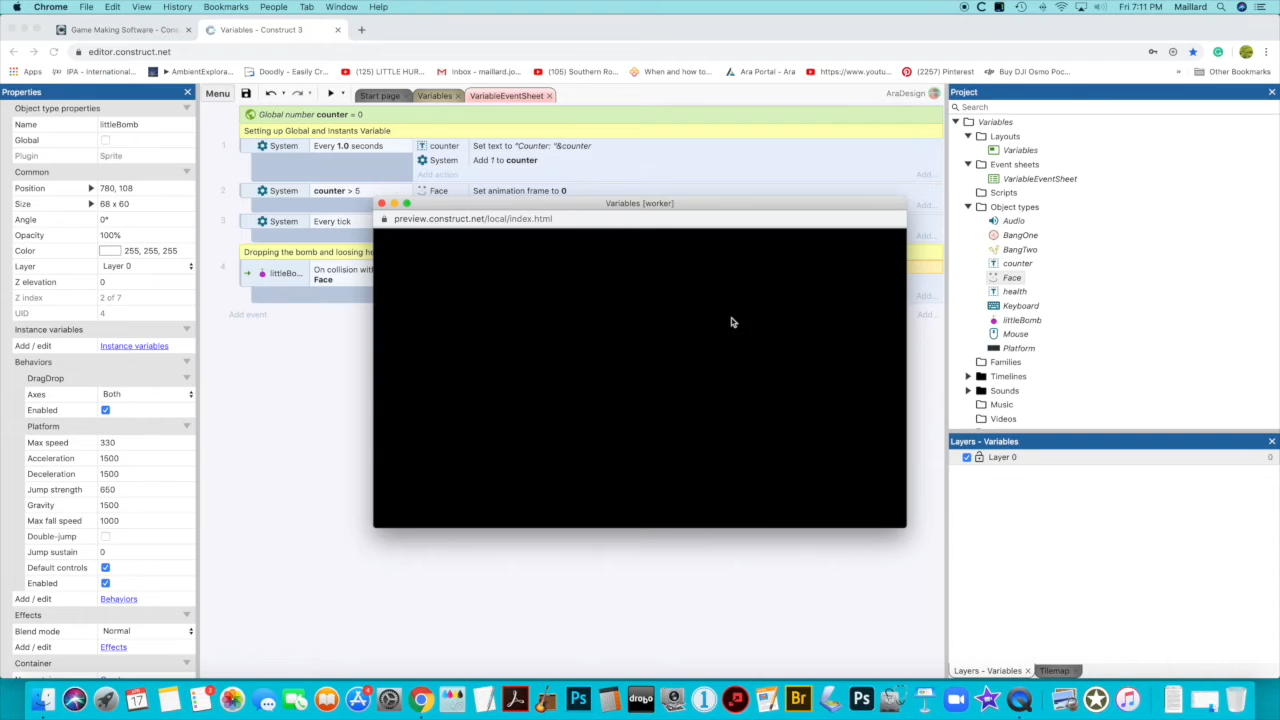 Chrome File Edit View History Bookmarks People Tab Window Help Fri 7:11 PM Maillard
Game Making Software - Cons Variables - Construct 3
editor.construct.net
Apps IPA - International... AmbientExplora... Doodly - Easily Cr... (125) LITTLE HUR... Inbox - maillard.jo... (105) Southern Ro... When and how to... Ara Portal - Ara https://www.youtu... (2257) Pinterest Buy DJI Osmo Poc... » Other Bookmarks
Properties Menu Start page Variables VariableEventSheet AraDesign Project
Object type properties
Name littleBomb
Global
Plugin Sprite
Common
Position 780, 108
Size 68 x 60
Angle 0°
Opacity 100%
Color 255, 255, 255
Layer Layer 0
Z elevation 0
Z index 2 of 7
UID 4
Instance variables
Add / edit Instance variables
Behaviors
DragDrop
Axes Both
Enabled
Platform
Max speed 330
Acceleration 1500
Deceleration 1500
Jump strength 650
Gravity 1500
Max fall speed 1000
Double-jump
Jump sustain 0
Default controls
Enabled
Add / edit Behaviors
Effects
Blend mode Normal
Add / edit Effects
Container
Global number counter = 0
Setting up Global and Instants Variable
1 System Every 1.0 seconds counter Set text to "Counter: "&counter
System Add 1 to counter
Add action Add...
2 System counter > 5 Face Set animation frame to 0
3 System Every tick
Add...
Dropping the bomb and loosing he
4 littleBo... On collision with
Face
Add...
Add event Add...
Variables [worker]
preview.construct.net/local/index.html
Search
Variables
Layouts
Variables
Event sheets
VariableEventSheet
Scripts
Object types
Audio
BangOne
BangTwo
counter
Face
health
Keyboard
littleBomb
Mouse
Platform
Families
Timelines
Sounds
Music
Videos
Layers - Variables
Layer 0 0
Layers - Variables Tilemap